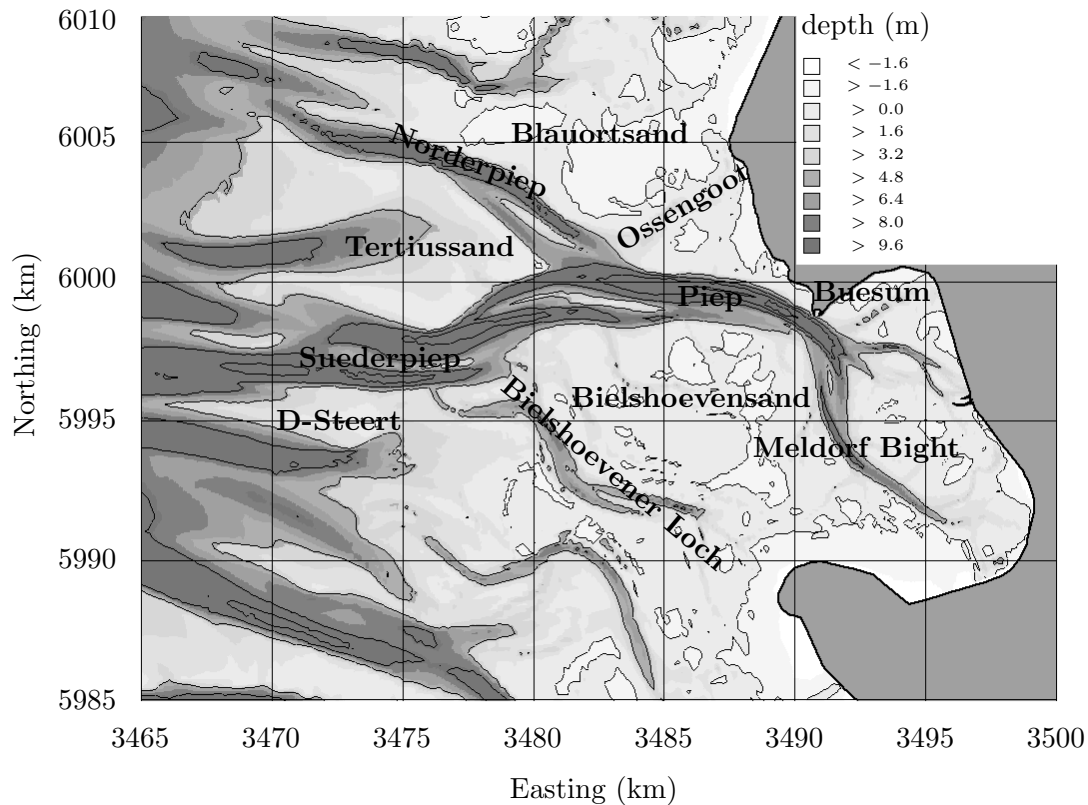 6010
depth (m)
< −1.6
> −1.6
> 0.0
> 1.6
> 3.2
> 4.8
> 6.4
> 8.0
> 9.6
Norderpiep
Blauortsand
6005
Ossengoot
Tertiussand
6000
Piep
Buesum
Northing (km)
Suederpiep
Bielshoevensand
D-Steert
5995
Bielshoevener Loch
Meldorf Bight
5990
5985
3465 3470 3475 3480 3485 3490 3495 3500
Easting (km)